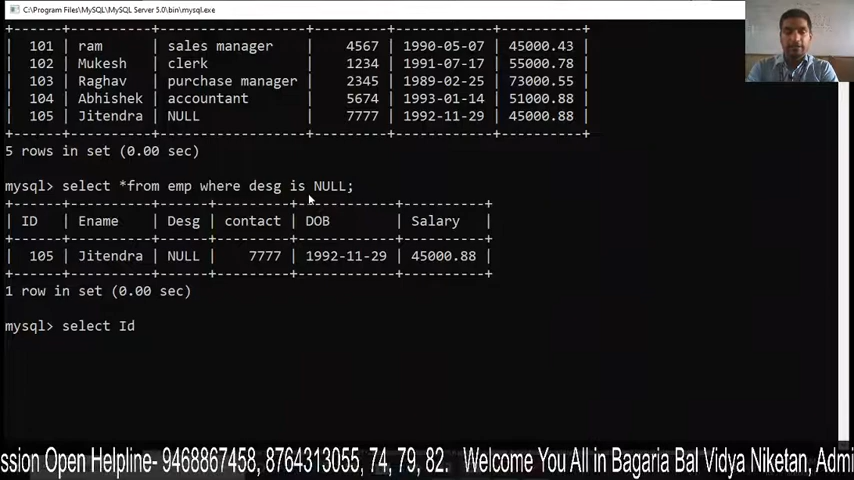 C:\Program Files\MySQL\MySQL Server 5.0\bin\mysql.exe
+------+----------+------------------+---------+------------+----------+
| 101 | ram | sales manager | 4567 | 1990-05-07 | 45000.43 |
| 102 | Mukesh | clerk | 1234 | 1991-07-17 | 55000.78 |
| 103 | Raghav | purchase manager | 2345 | 1989-02-25 | 73000.55 |
| 104 | Abhishek | accountant | 5674 | 1993-01-14 | 51000.88 |
| 105 | Jitendra | NULL | 7777 | 1992-11-29 | 45000.88 |
+------+----------+------------------+---------+------------+----------+
5 rows in set (0.00 sec)
mysql> select *from emp where desg is NULL;
+------+----------+------+---------+------------+----------+
| ID | Ename | Desg | contact | DOB | Salary |
+------+----------+------+---------+------------+----------+
| 105 | Jitendra | NULL | 7777 | 1992-11-29 | 45000.88 |
+------+----------+------+---------+------------+----------+
1 row in set (0.00 sec)
mysql> select Id
ssion Open Helpline- 9468867458, 8764313055, 74, 79, 82. Welcome You All in Bagaria Bal Vidya Niketan, Admi